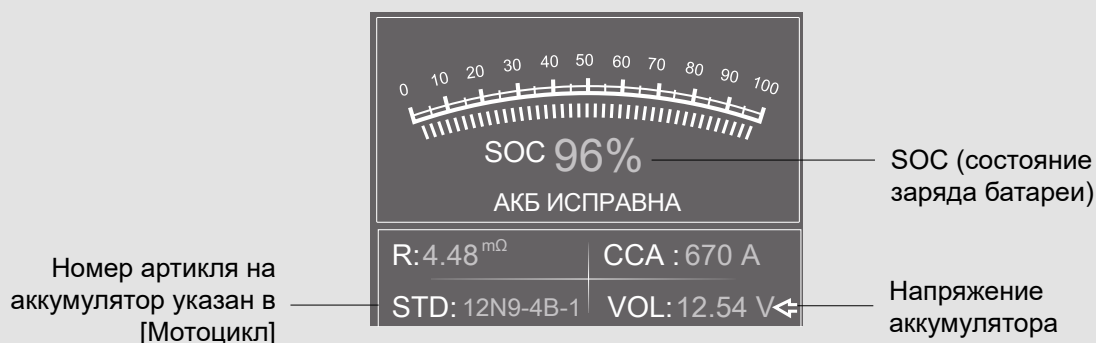 0 10 20 30 40 50 60 70 80 90 100
SOC 96%
АКБ ИСПРАВНА
SOC (состояние
заряда батареи)
R:4.48 mΩ
CCA : 670 A
STD: 12N9-4B-1
VOL:12.54 V
Номер артикля на
аккумулятор указан в
[Мотоцикл]
Напряжение
аккумулятора